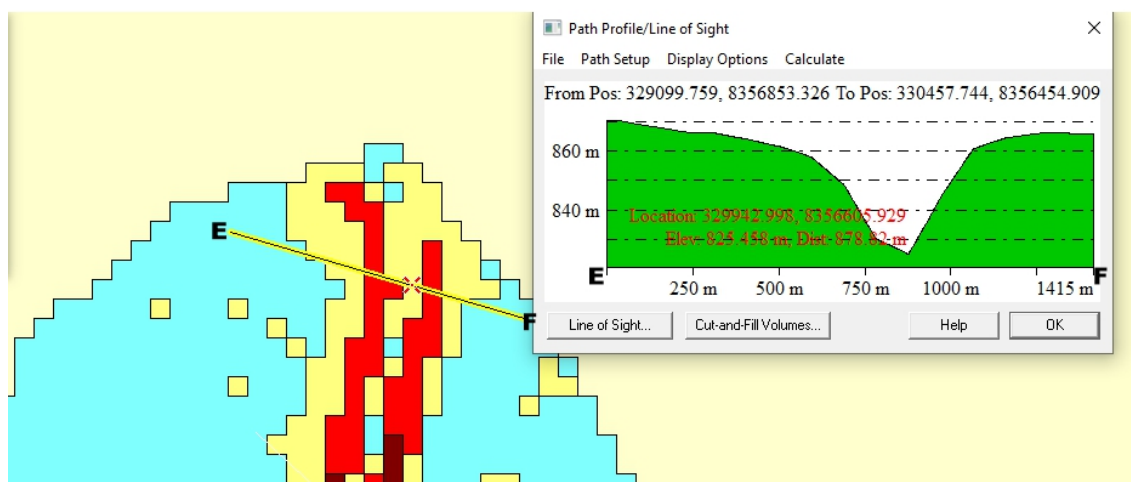 Path Profile/Line of Sight
File Path Setup Display Options Calculate
From Pos: 329099.759, 8356853.326 To Pos: 330457.744, 8356454.909
860 m
840 m
Location: 329942.998, 8356605.929
Elev: 825.458 m, Dist: 878.82 m
E F
250 m 500 m 750 m 1000 m 1415 m
Line of Sight... Cut-and-Fill Volumes... Help OK
E
F